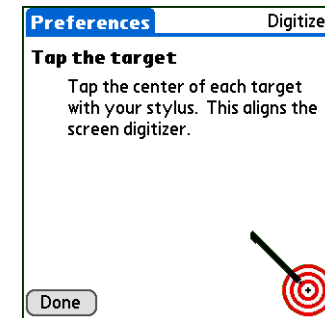 Preferences Digitize
Tap the target
Tap the center of each target
with your stylus. This aligns the
screen digitizer.
Done